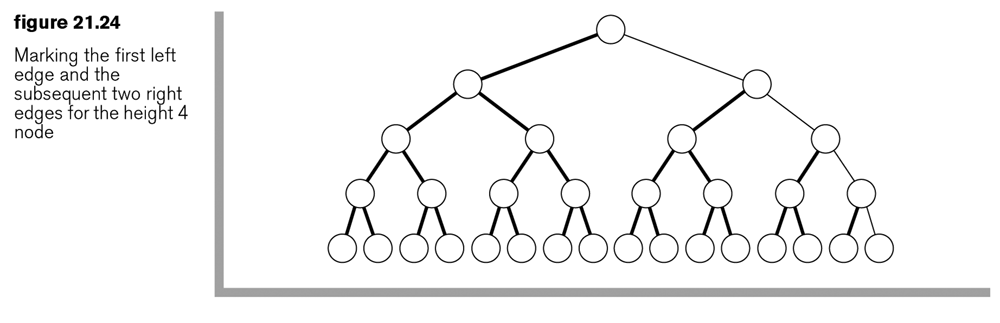 figure 21.24
Marking the first left
edge and the
subsequent two right
edges for the height 4
node